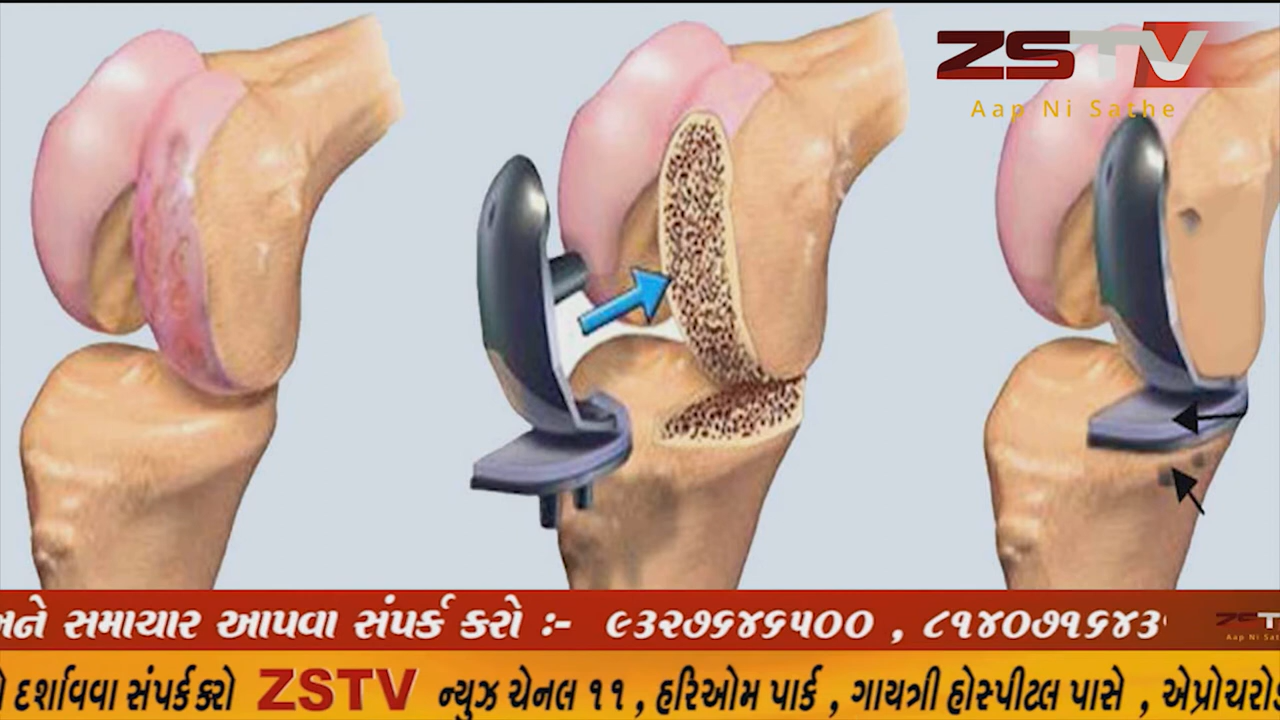 ZSTV
Aap Ni Sathe
અને સમાચાર આપવા સંપર્ક કરો :- ૯૩૨૭૬૪૬૫૦૦ , ૮૧૪૦૭૧૬૪૩
દર્શાવવા સંપર્ક કરો ZSTV ન્યુઝ ચેનલ ૧૧ , હરિઓમ પાર્ક , ગાયત્રી હોસ્પીટલ પાસે , એપ્રોચરોડ